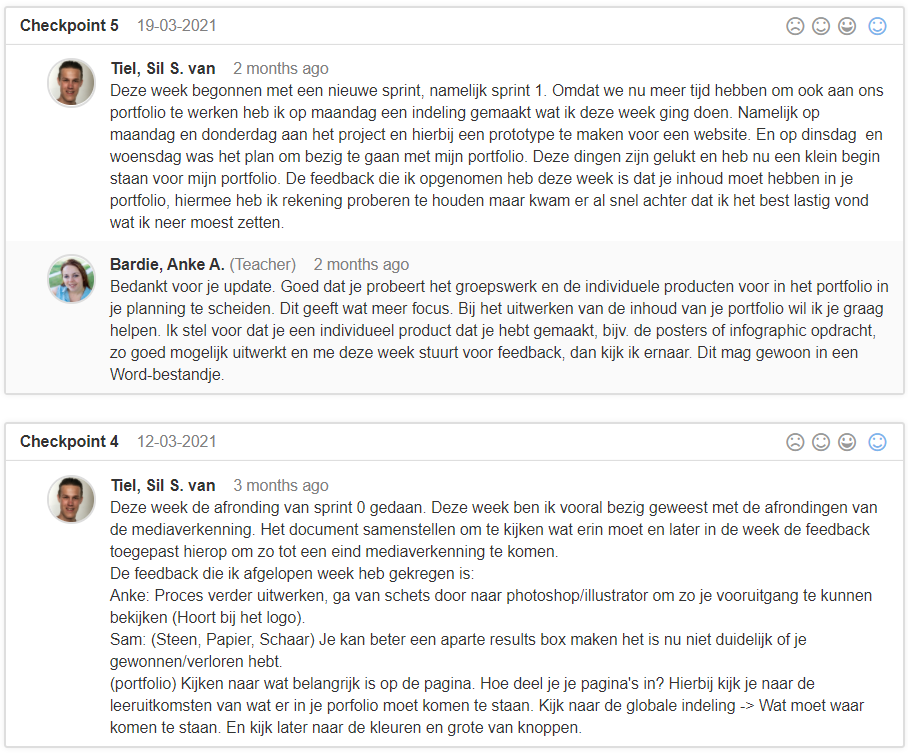 Checkpoint 5 19-03-2021
Tiel, Sil S. van 2 months ago
Deze week begonnen met een nieuwe sprint, namelijk sprint 1. Omdat we nu meer tijd hebben om ook aan ons
portfolio te werken heb ik op maandag een indeling gemaakt wat ik deze week ging doen. Namelijk op
maandag en donderdag aan het project en hierbij een prototype te maken voor een website. En op dinsdag en
woensdag was het plan om bezig te gaan met mijn portfolio. Deze dingen zijn gelukt en heb nu een klein begin
staan voor mijn portfolio. De feedback die ik opgenomen heb deze week is dat je inhoud moet hebben in je
portfolio, hiermee heb ik rekening proberen te houden maar kwam er al snel achter dat ik het best lastig vond
wat ik neer moest zetten.
Bardie, Anke A. (Teacher) 2 months ago
Bedankt voor je update. Goed dat je probeert het groepswerk en de individuele producten voor in het portfolio in
je planning te scheiden. Dit geeft wat meer focus. Bij het uitwerken van de inhoud van je portfolio wil ik je graag
helpen. Ik stel voor dat je een individueel product dat je hebt gemaakt, bijv. de posters of infographic opdracht,
zo goed mogelijk uitwerkt en me deze week stuurt voor feedback, dan kijk ik ernaar. Dit mag gewoon in een
Word-bestandje.
Checkpoint 4 12-03-2021
Tiel, Sil S. van 3 months ago
Deze week de afronding van sprint 0 gedaan. Deze week ben ik vooral bezig geweest met de afrondingen van
de mediaverkenning. Het document samenstellen om te kijken wat erin moet en later in de week de feedback
toegepast hierop om zo tot een eind mediaverkenning te komen.
De feedback die ik afgelopen week heb gekregen is:
Anke: Proces verder uitwerken, ga van schets door naar photoshop/illustrator om zo je vooruitgang te kunnen
bekijken (Hoort bij het logo).
Sam: (Steen, Papier, Schaar) Je kan beter een aparte results box maken het is nu niet duidelijk of je
gewonnen/verloren hebt.
(portfolio) Kijken naar wat belangrijk is op de pagina. Hoe deel je je pagina's in? Hierbij kijk je naar de
leeruitkomsten van wat er in je porfolio moet komen te staan. Kijk naar de globale indeling -> Wat moet waar
komen te staan. En kijk later naar de kleuren en grote van knoppen.